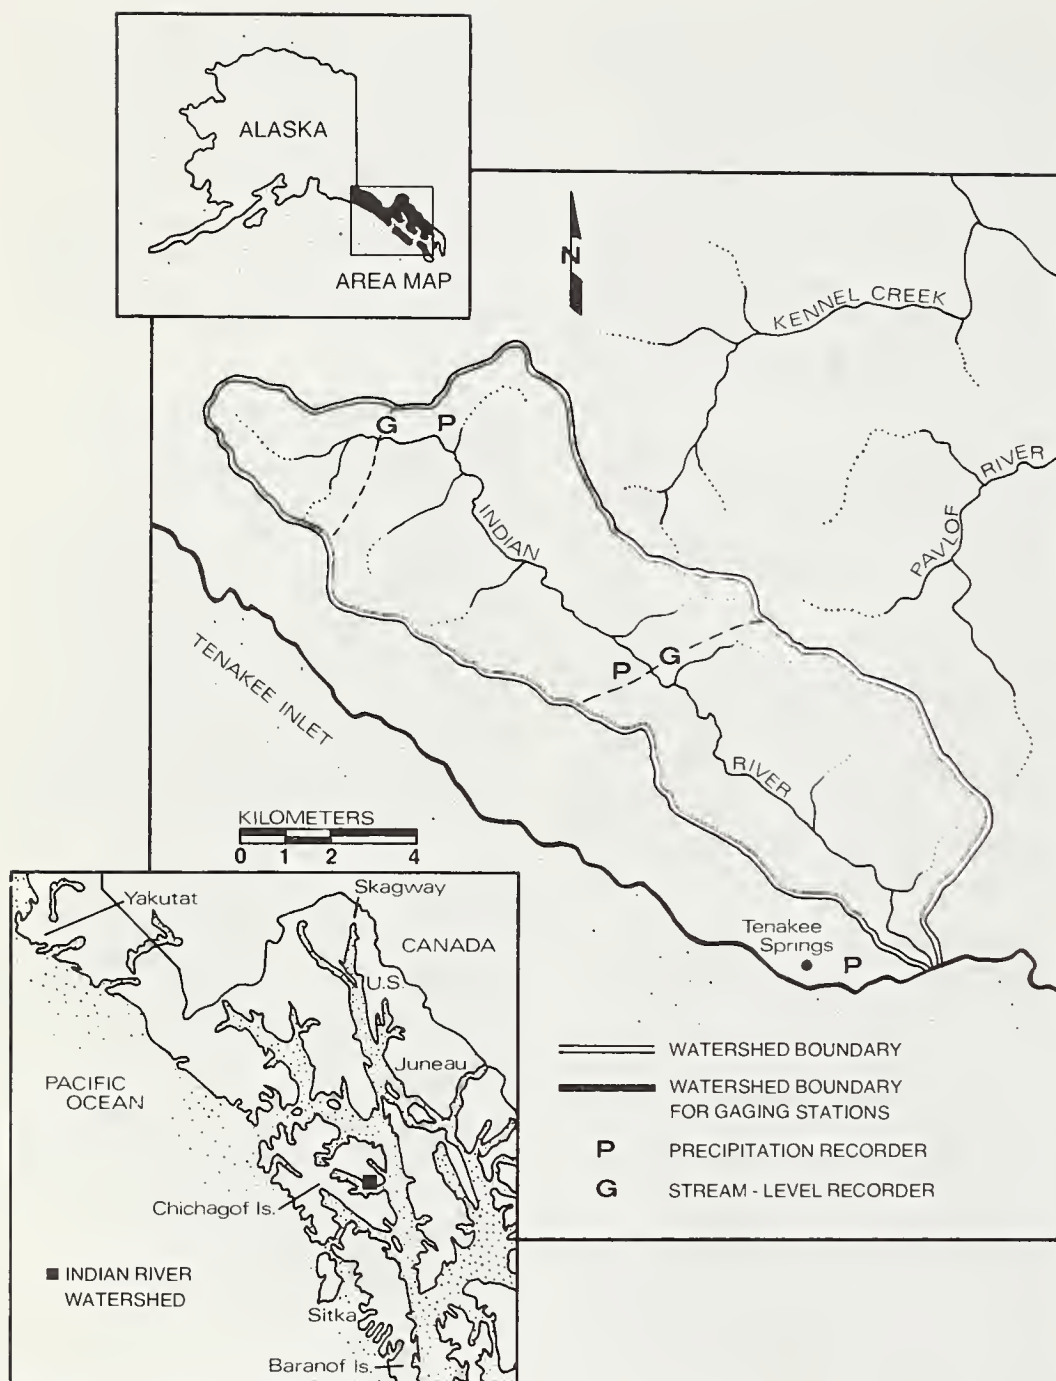 ALASKA
AREA MAP
N
KENNEL CREEK
G
P
INDIAN
RIVER
PAVLOF
TENAKEE INLET
P
G
RIVER
KILOMETERS
0 1 2 4
Tenakee
Springs
P
Yakutat
Skagway
CANADA
U.S.
Juneau
PACIFIC
OCEAN
Chichagof Is.
INDIAN RIVER
WATERSHED
Sitka
Baranof Is.
WATERSHED BOUNDARY
WATERSHED BOUNDARY
FOR GAGING STATIONS
P PRECIPITATION RECORDER
G STREAM - LEVEL RECORDER